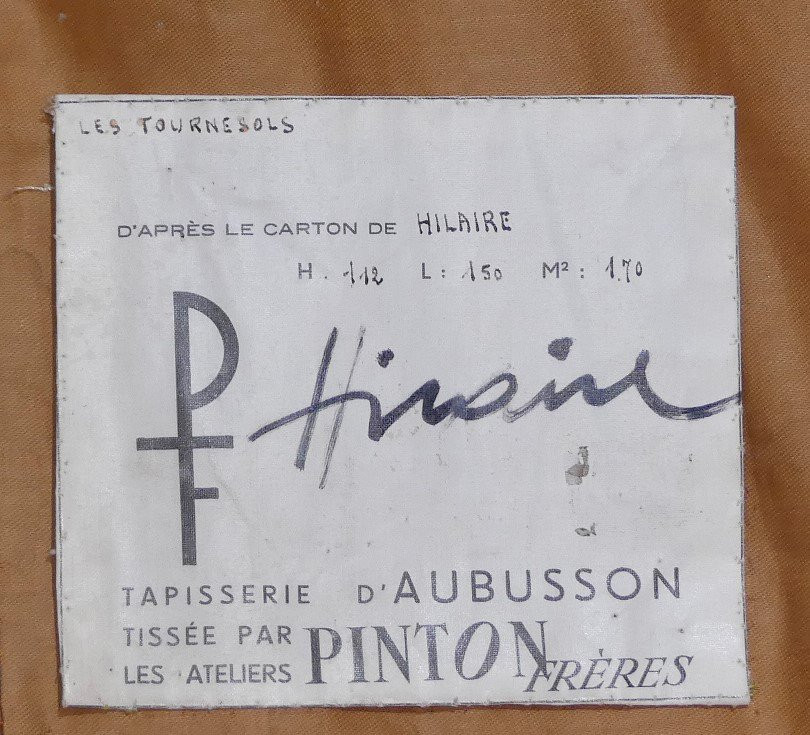 LES TOURNESOLS
D'APRÈS LE CARTON DE HILAIRE
H. 112 L: 150 M²: 1.70
PF
Hilaire
TAPISSERIE D'AUBUSSON
TISSÉE PAR
LES ATELIERS PINTON FRÈRES